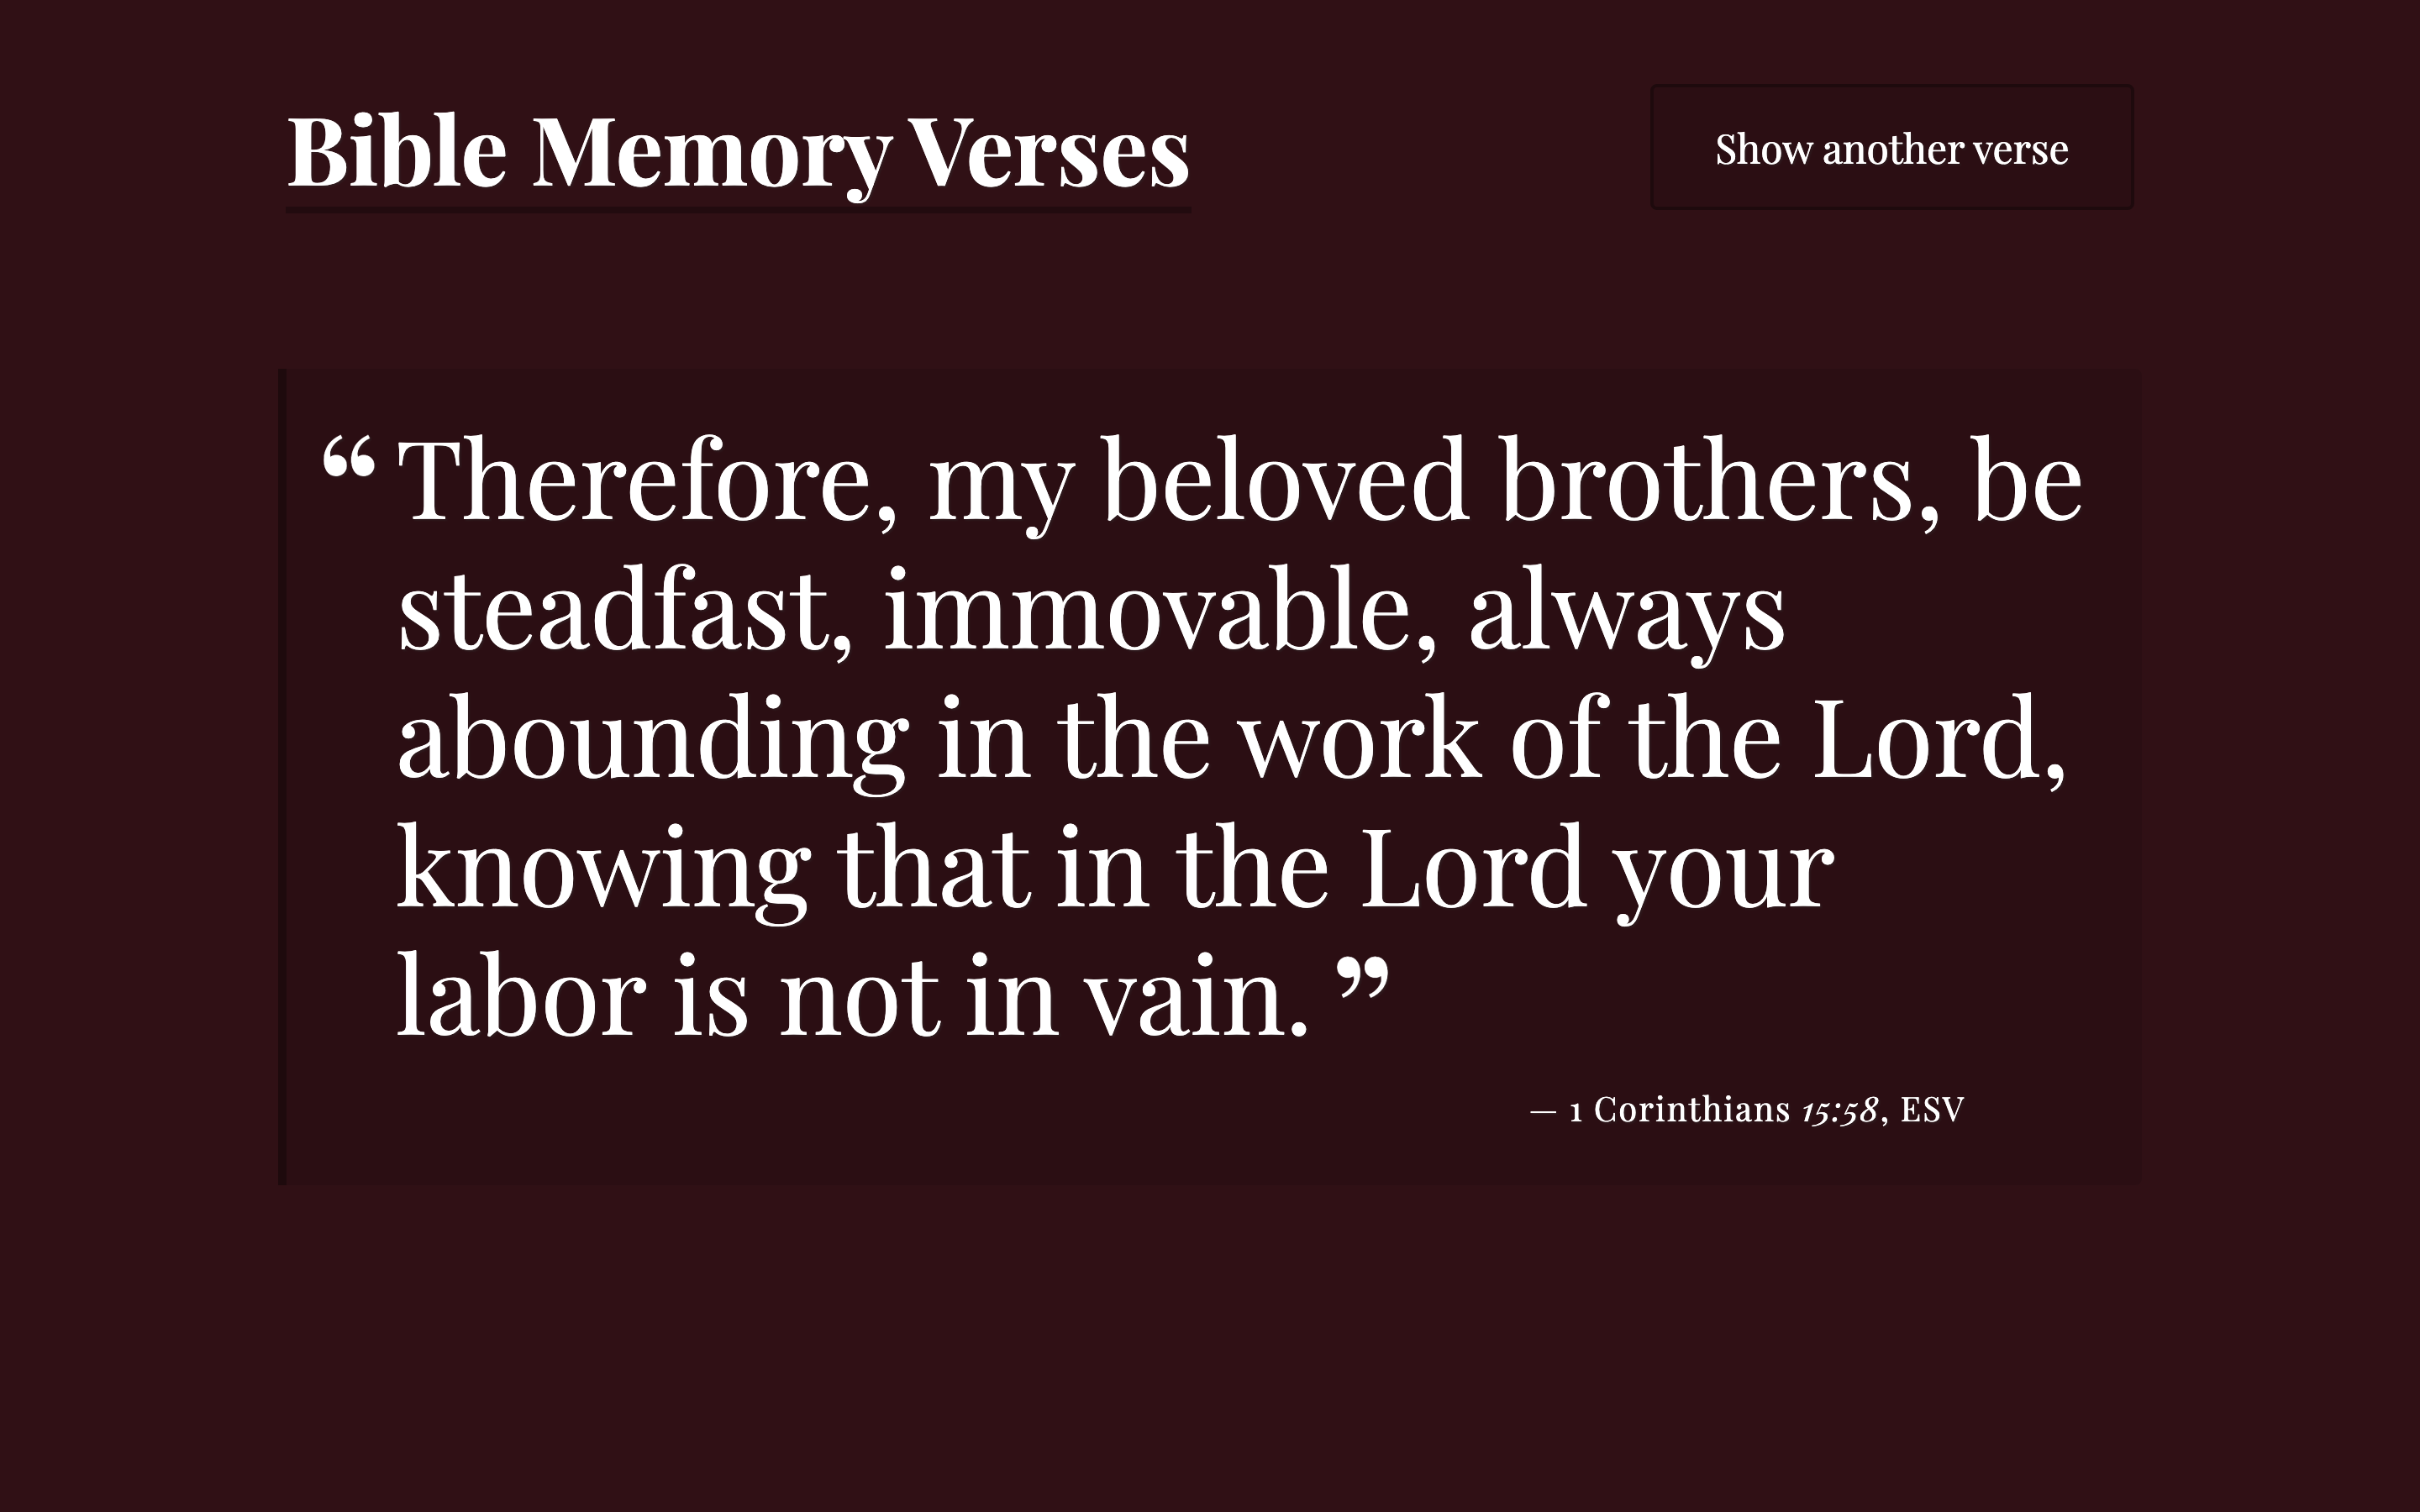 Bible Memory Verses
Show another verse
“Therefore, my beloved brothers, be
steadfast, immovable, always
abounding in the work of the Lord,
knowing that in the Lord your
labor is not in vain. ”
— 1 Corinthians 15:58, ESV